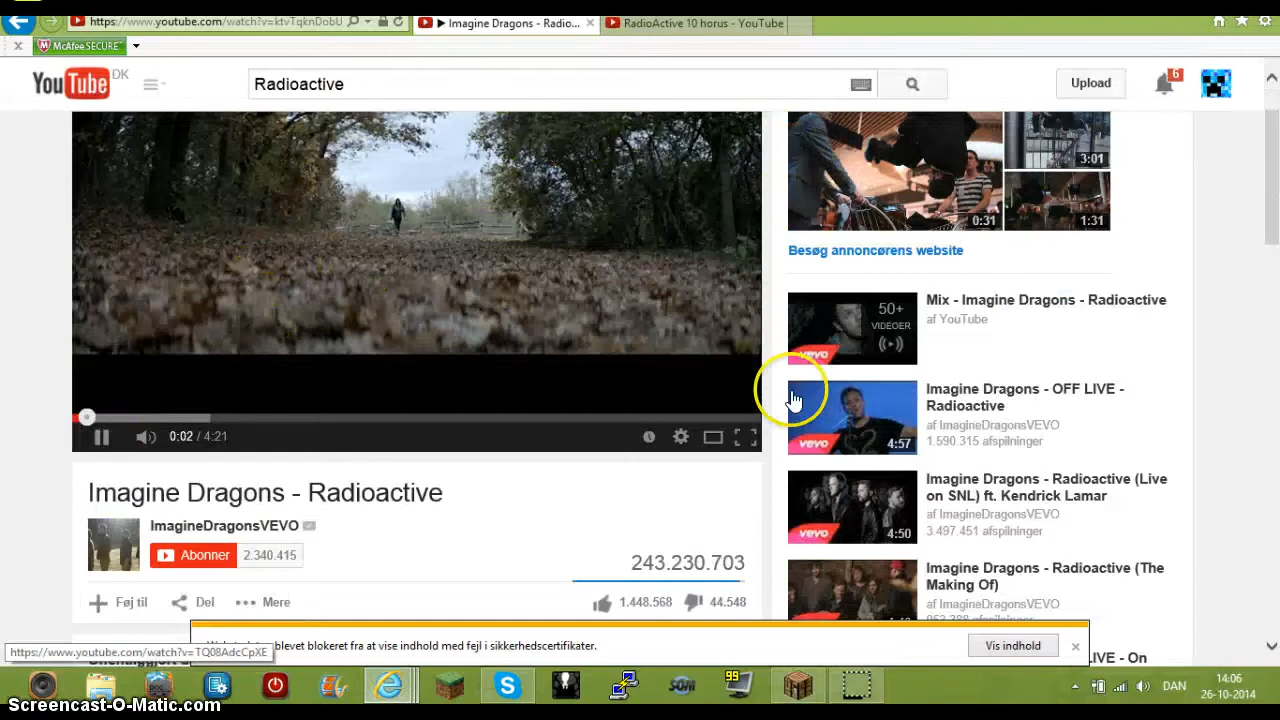 https://www.youtube.com/watch?v=ktvTqknDobU
Imagine Dragons - Radio...
RadioActive 10 horus - YouTube
McAfee SECURE
YouTube DK
Radioactive
Upload
6
3:01
0:31
1:31
Besøg annoncørens website
50+
VIDEOER
vevo
Mix - Imagine Dragons - Radioactive
af YouTube
vevo
4:57
Imagine Dragons - OFF LIVE -
Radioactive
af ImagineDragonsVEVO
1.590.315 afspilninger
0:02 / 4:21
vevo
4:50
Imagine Dragons - Radioactive (Live
on SNL) ft. Kendrick Lamar
af ImagineDragonsVEVO
3.497.451 afspilninger
Imagine Dragons - Radioactive
ImagineDragonsVEVO
Abonner 2.340.415
243.230.703
Imagine Dragons - Radioactive (The
Making Of)
af ImagineDragonsVEVO
Føj til
Del
Mere
1.448.568
44.548
blevet blokeret fra at vise indhold med fejl i sikkerhedscertifikater.
Vis indhold
https://www.youtube.com/watch?v=TQ08AdcCpXE
LIVE - On
SOM
99
DAN
14:06
26-10-2014
Screencast-O-Matic.com